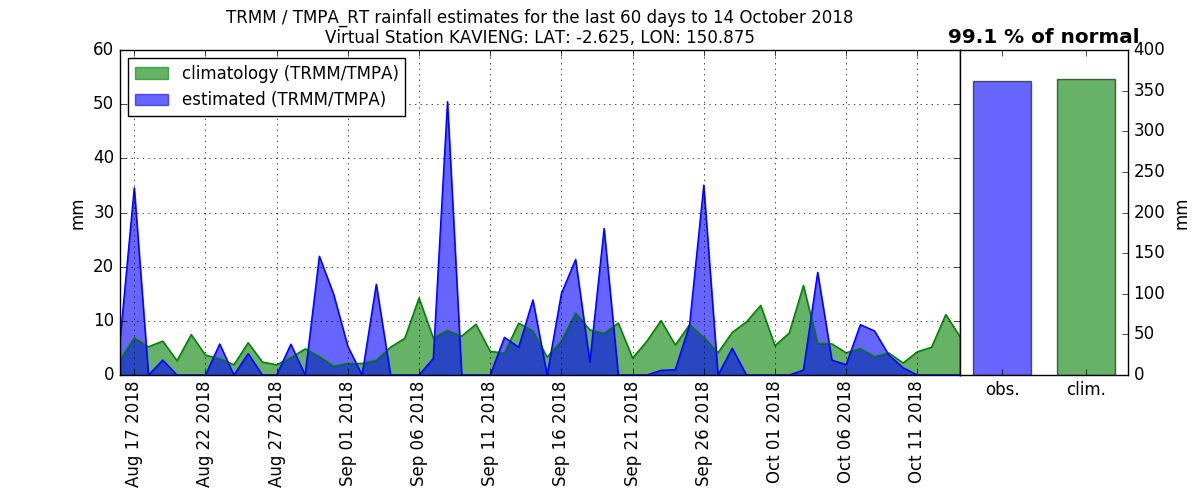 TRMM / TMPA_RT rainfall estimates for the last 60 days to 14 October 2018
Virtual Station KAVIENG: LAT: -2.625, LON: 150.875
99.1 % of normal
climatology (TRMM/TMPA)
estimated (TRMM/TMPA)
60
50
40
30
20
10
0
mm
Aug 17 2018
Aug 22 2018
Aug 27 2018
Sep 01 2018
Sep 06 2018
Sep 11 2018
Sep 16 2018
Sep 21 2018
Sep 26 2018
Oct 01 2018
Oct 06 2018
Oct 11 2018
400
350
300
250
200
150
100
50
0
mm
obs.
clim.